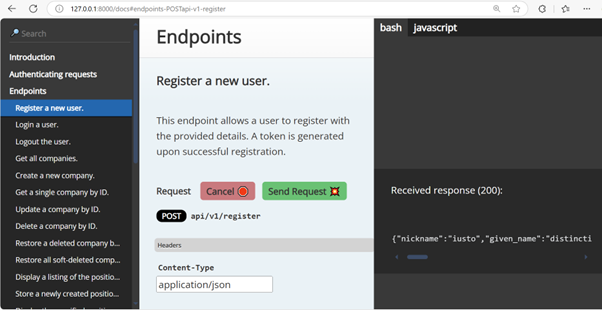 127.0.0.1:8000/docs#endpoints-POSTapi-v1-register
Search
Introduction
Authenticating requests
Endpoints
Register a new user.
Login a user.
Logout the user.
Get all companies.
Create a new company.
Get a single company by ID.
Update a company by ID.
Delete a company by ID.
Restore a deleted company b...
Restore all soft-deleted comp...
Display a listing of the positio...
Store a newly created positio...
Endpoints
Register a new user.
This endpoint allows a user to register with
the provided details. A token is generated
upon successful registration.
Request Cancel Send Request
POST api/v1/register
Headers
Content-Type
application/json
bash javascript
Received response (200):
{"nickname":"iusto","given_name":"distincti